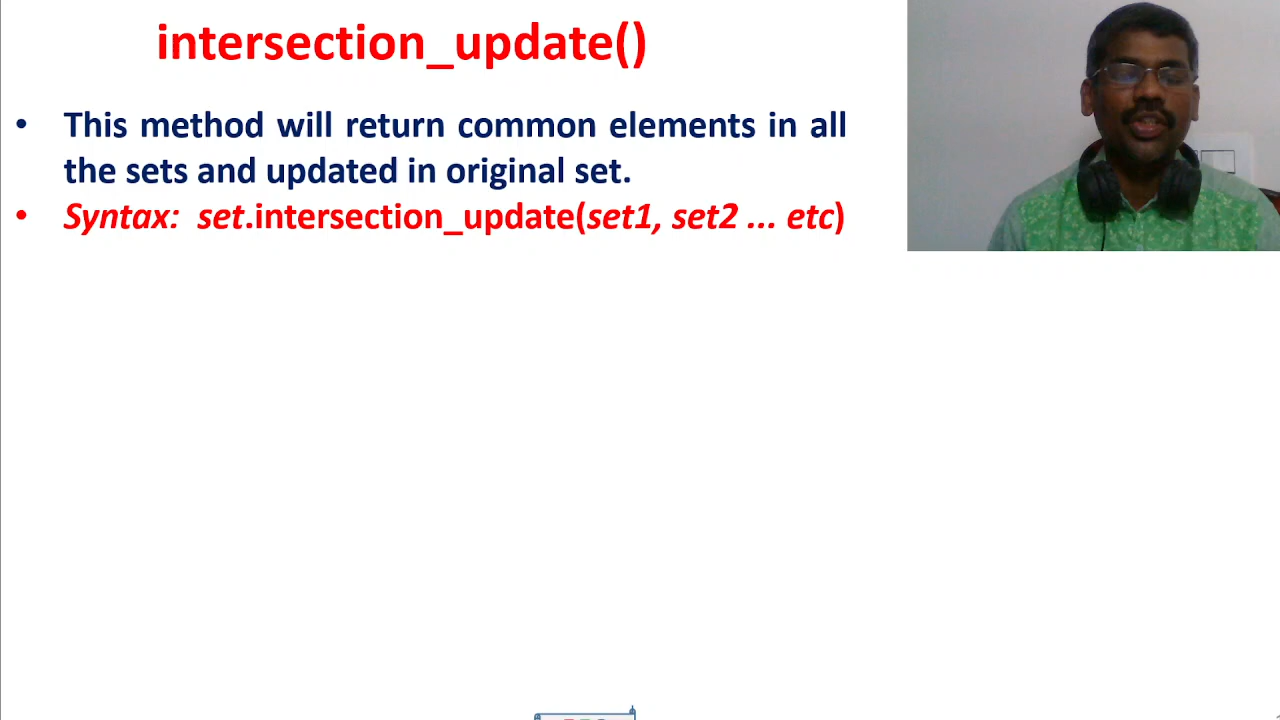 intersection_update()
• This method will return common elements in all
the sets and updated in original set.
• Syntax: set.intersection_update(set1, set2 ... etc)